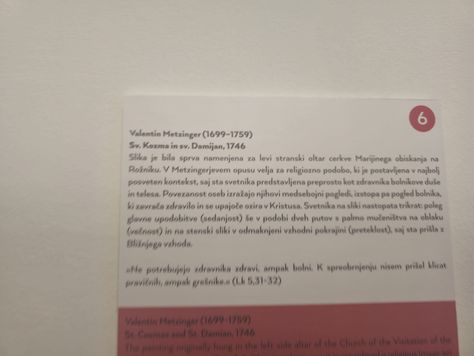 6
Valentin Metzinger (1699–1759)
Sv. Kozma in sv. Damijan, 1746
Slika je bila sprva namenjena za levi stranski oltar cerkve Marijinega obiskanja na
Rožniku. V Metzingerjevem opusu velja za religiozno podobo, ki je postavljena v najbolj
posveten kontekst, saj sta svetnika predstavljena preprosto kot zdravnika bolnikove duše
in telesa. Povezanost oseb izražajo njihovi medsebojni pogledi, izstopa pa pogled bolnika,
ki zavrača zdravilo in se upajoče ozira v Kristusa. Svetnika na sliki nastopata trikrat: poleg
glavne upodobitve (sedanjost) še v podobi dveh putov s palmo mučeništva na oblaku
(večnost) in na stenski sliki v odmaknjeni vzhodni pokrajini (preteklost), saj sta prišla z
Bližnjega vzhoda.
»Ne potrebujejo zdravnika zdravi, ampak bolni. K spreobrnjenju nisem prišel klicat
pravičnih, ampak grešnike.« (Lk 5,31–32)
Valentin Metzinger (1699–1759)
St. Cosmas and St. Damian, 1746
The painting originally hung in the left side altar of the Church of the Visitation of the